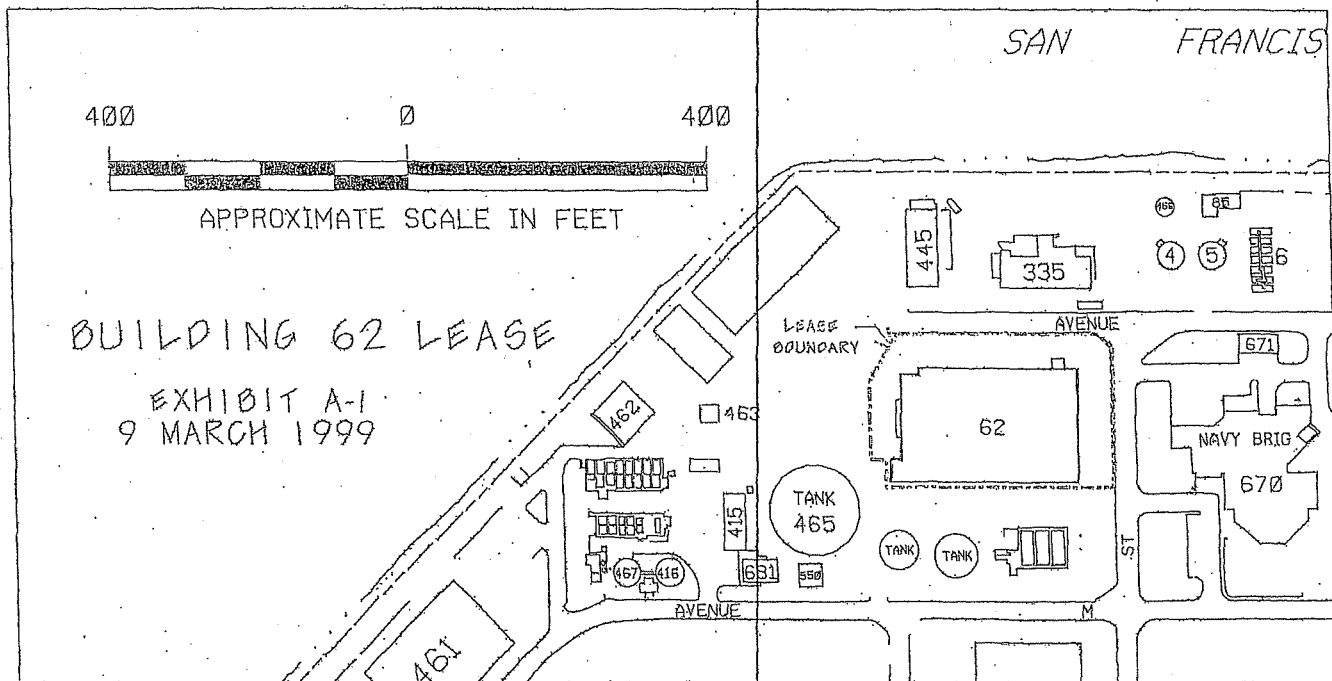 SAN FRANCIS
400 0 400
APPROXIMATE SCALE IN FEET
BUILDING 62 LEASE
EXHIBIT A-1
9 MARCH 1999
LEASE
BOUNDARY
445
335
466
85
4
5
6
AVENUE
671
462
463
62
NAVY BRIG
670
TANK
465
415
TANK
TANK
ST
467
416
681
550
AVENUE
M
461